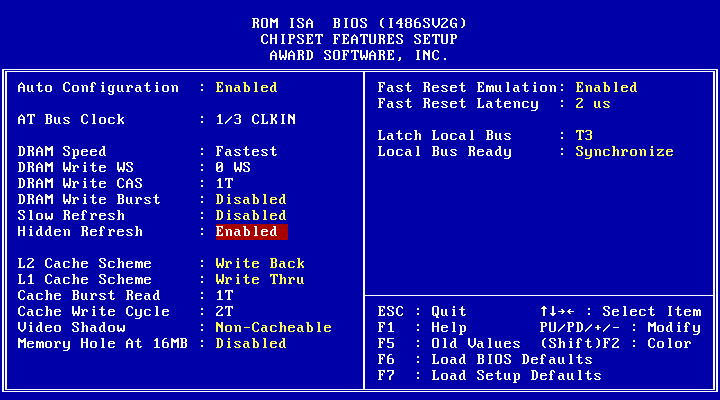 ROM ISA  BIOS (I486SV2G)
CHIPSET FEATURES SETUP
AWARD SOFTWARE, INC.
Auto Configuration : Enabled
AT Bus Clock : 1/3 CLKIN
DRAM Speed : Fastest
DRAM Write WS : 0 WS
DRAM Write CAS : 1T
DRAM Write Burst : Disabled
Slow Refresh : Disabled
Hidden Refresh : Enabled
L2 Cache Scheme : Write Back
L1 Cache Scheme : Write Thru
Cache Burst Read : 1T
Cache Write Cycle : 2T
Video Shadow : Non-Cacheable
Memory Hole At 16MB : Disabled
Fast Reset Emulation: Enabled
Fast Reset Latency : 2 us
Latch Local Bus : T3
Local Bus Ready : Synchronize
ESC : Quit ↑↓→← : Select Item
F1 : Help PU/PD/+/- : Modify
F5 : Old Values (Shift)F2 : Color
F6 : Load BIOS Defaults
F7 : Load Setup Defaults